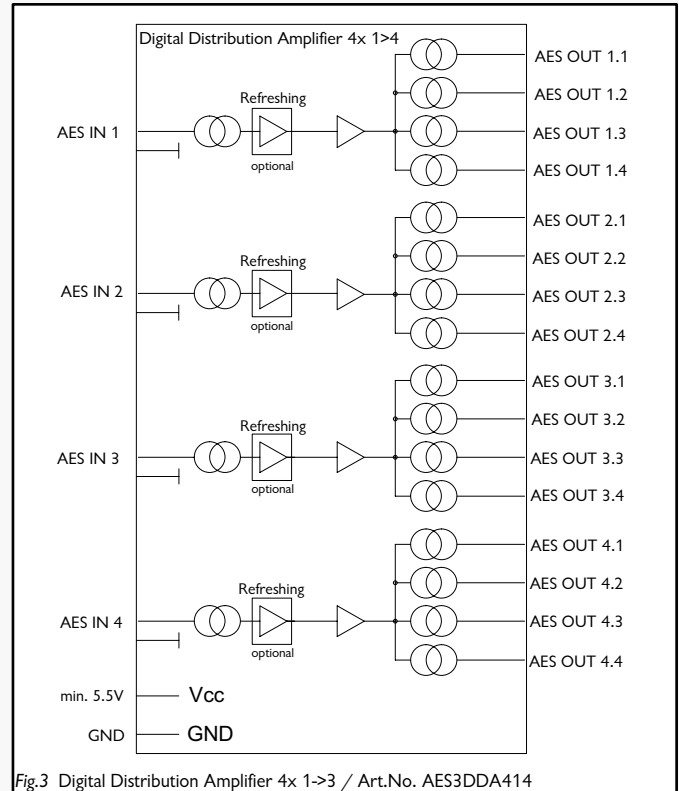 Digital Distribution Amplifier 4x 1>4
AES OUT 1.1
AES OUT 1.2
AES IN 1
Refreshing
optional
AES OUT 1.3
AES OUT 1.4
AES OUT 2.1
AES OUT 2.2
AES IN 2
Refreshing
optional
AES OUT 2.3
AES OUT 2.4
AES OUT 3.1
AES OUT 3.2
AES IN 3
Refreshing
optional
AES OUT 3.3
AES OUT 3.4
AES OUT 4.1
AES OUT 4.2
AES IN 4
Refreshing
optional
AES OUT 4.3
AES OUT 4.4
min. 5.5V Vcc
GND GND
Fig.3 Digital Distribution Amplifier 4x 1->3 / Art.No. AES3DDA414